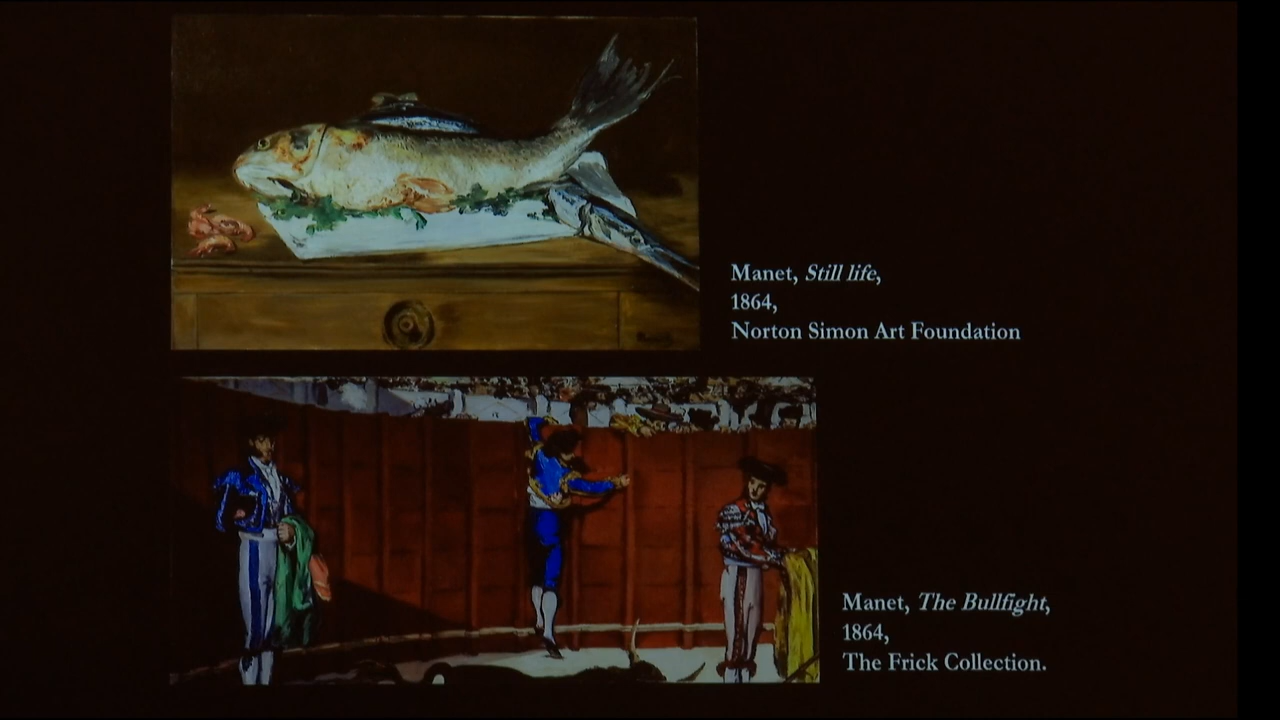 Manet, Still life,
1864,
Norton Simon Art Foundation
Manet, The Bullfight,
1864,
The Frick Collection.